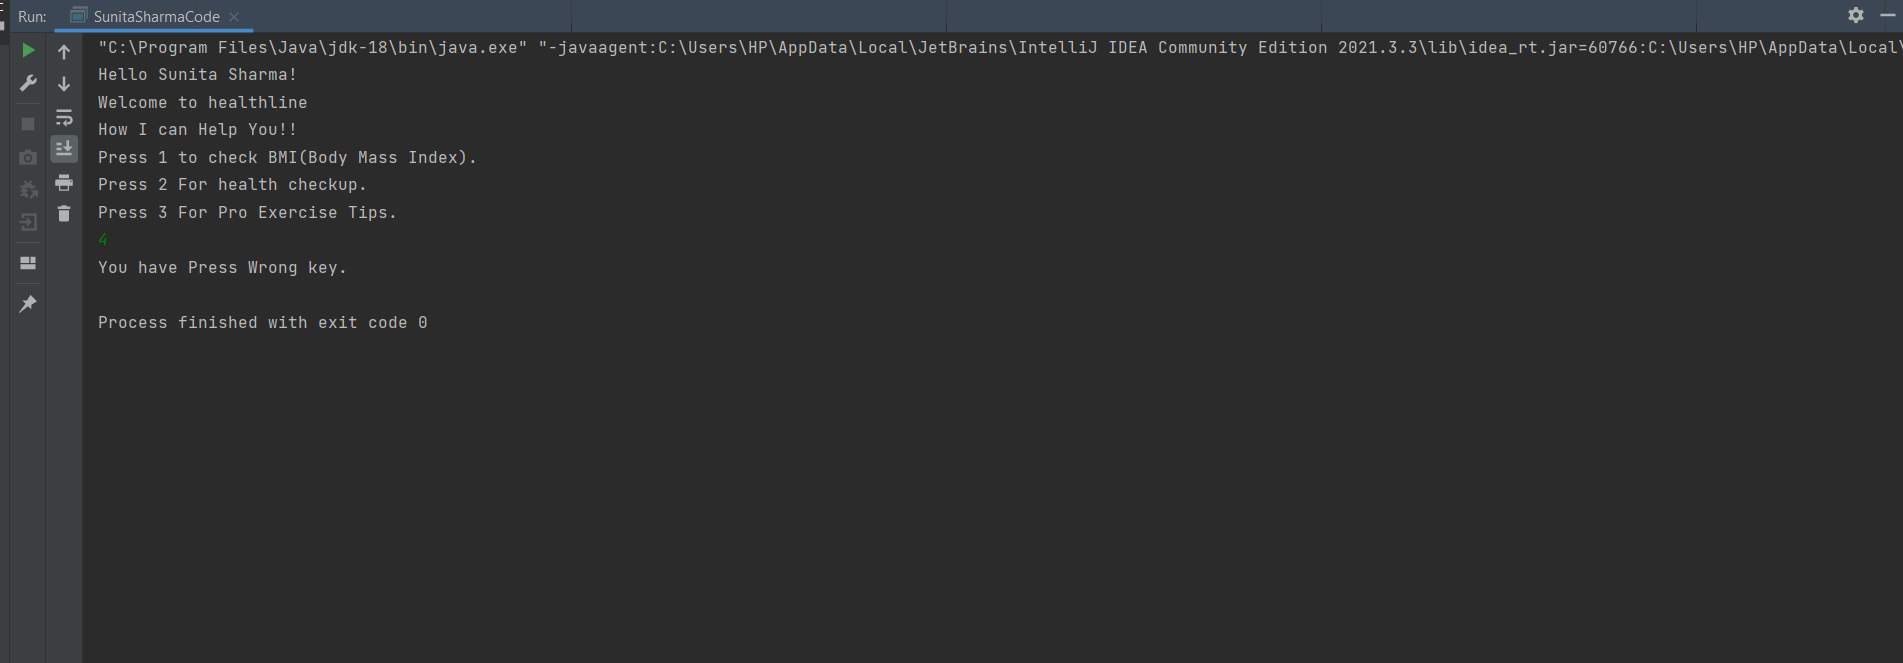 Run: SunitaSharmaCode
"C:\Program Files\Java\jdk-18\bin\java.exe" "-javaagent:C:\Users\HP\AppData\Local\JetBrains\IntelliJ IDEA Community Edition 2021.3.3\lib\idea_rt.jar=60766:C:\Users\HP\AppData\Local\
Hello Sunita Sharma!
Welcome to healthline
How I can Help You!!
Press 1 to check BMI(Body Mass Index).
Press 2 For health checkup.
Press 3 For Pro Exercise Tips.
4
You have Press Wrong key.
Process finished with exit code 0